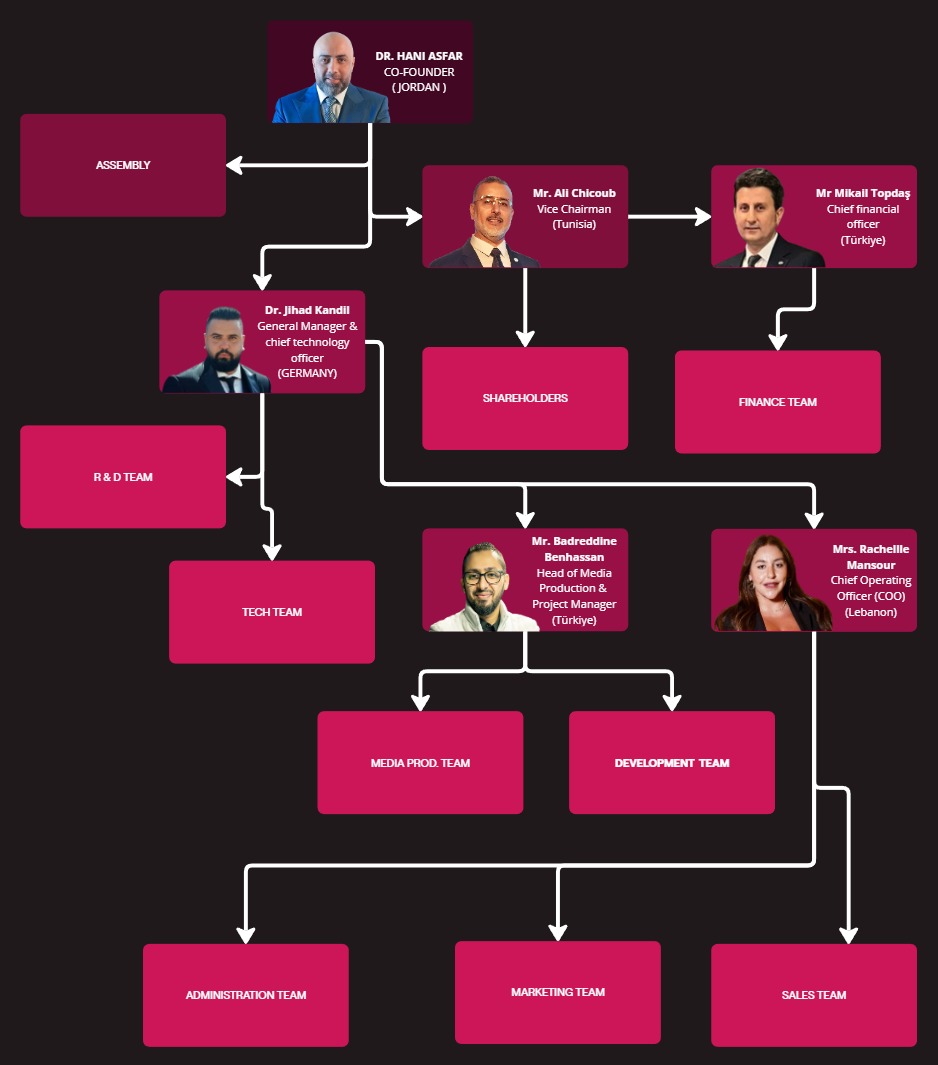 DR. HANI ASFAR
CO-FOUNDER
( JORDAN )
ASSEMBLY
Mr. Ali Chicoub
Vice Chairman
(Tunisia)
Mr Mikail Topdaş
Chief financial
officer
(Türkiye)
Dr. Jihad Kandil
General Manager &
chief technology
officer
(GERMANY)
SHAREHOLDERS
FINANCE TEAM
R & D TEAM
TECH TEAM
Mr. Badreddine
Benhassan
Head of Media
Production &
Project Manager
(Türkiye)
Mrs. Rachellle
Mansour
Chief Operating
Officer (COO)
(Lebanon)
MEDIA PROD. TEAM
DEVELOPMENT TEAM
ADMINISTRATION TEAM
MARKETING TEAM
SALES TEAM